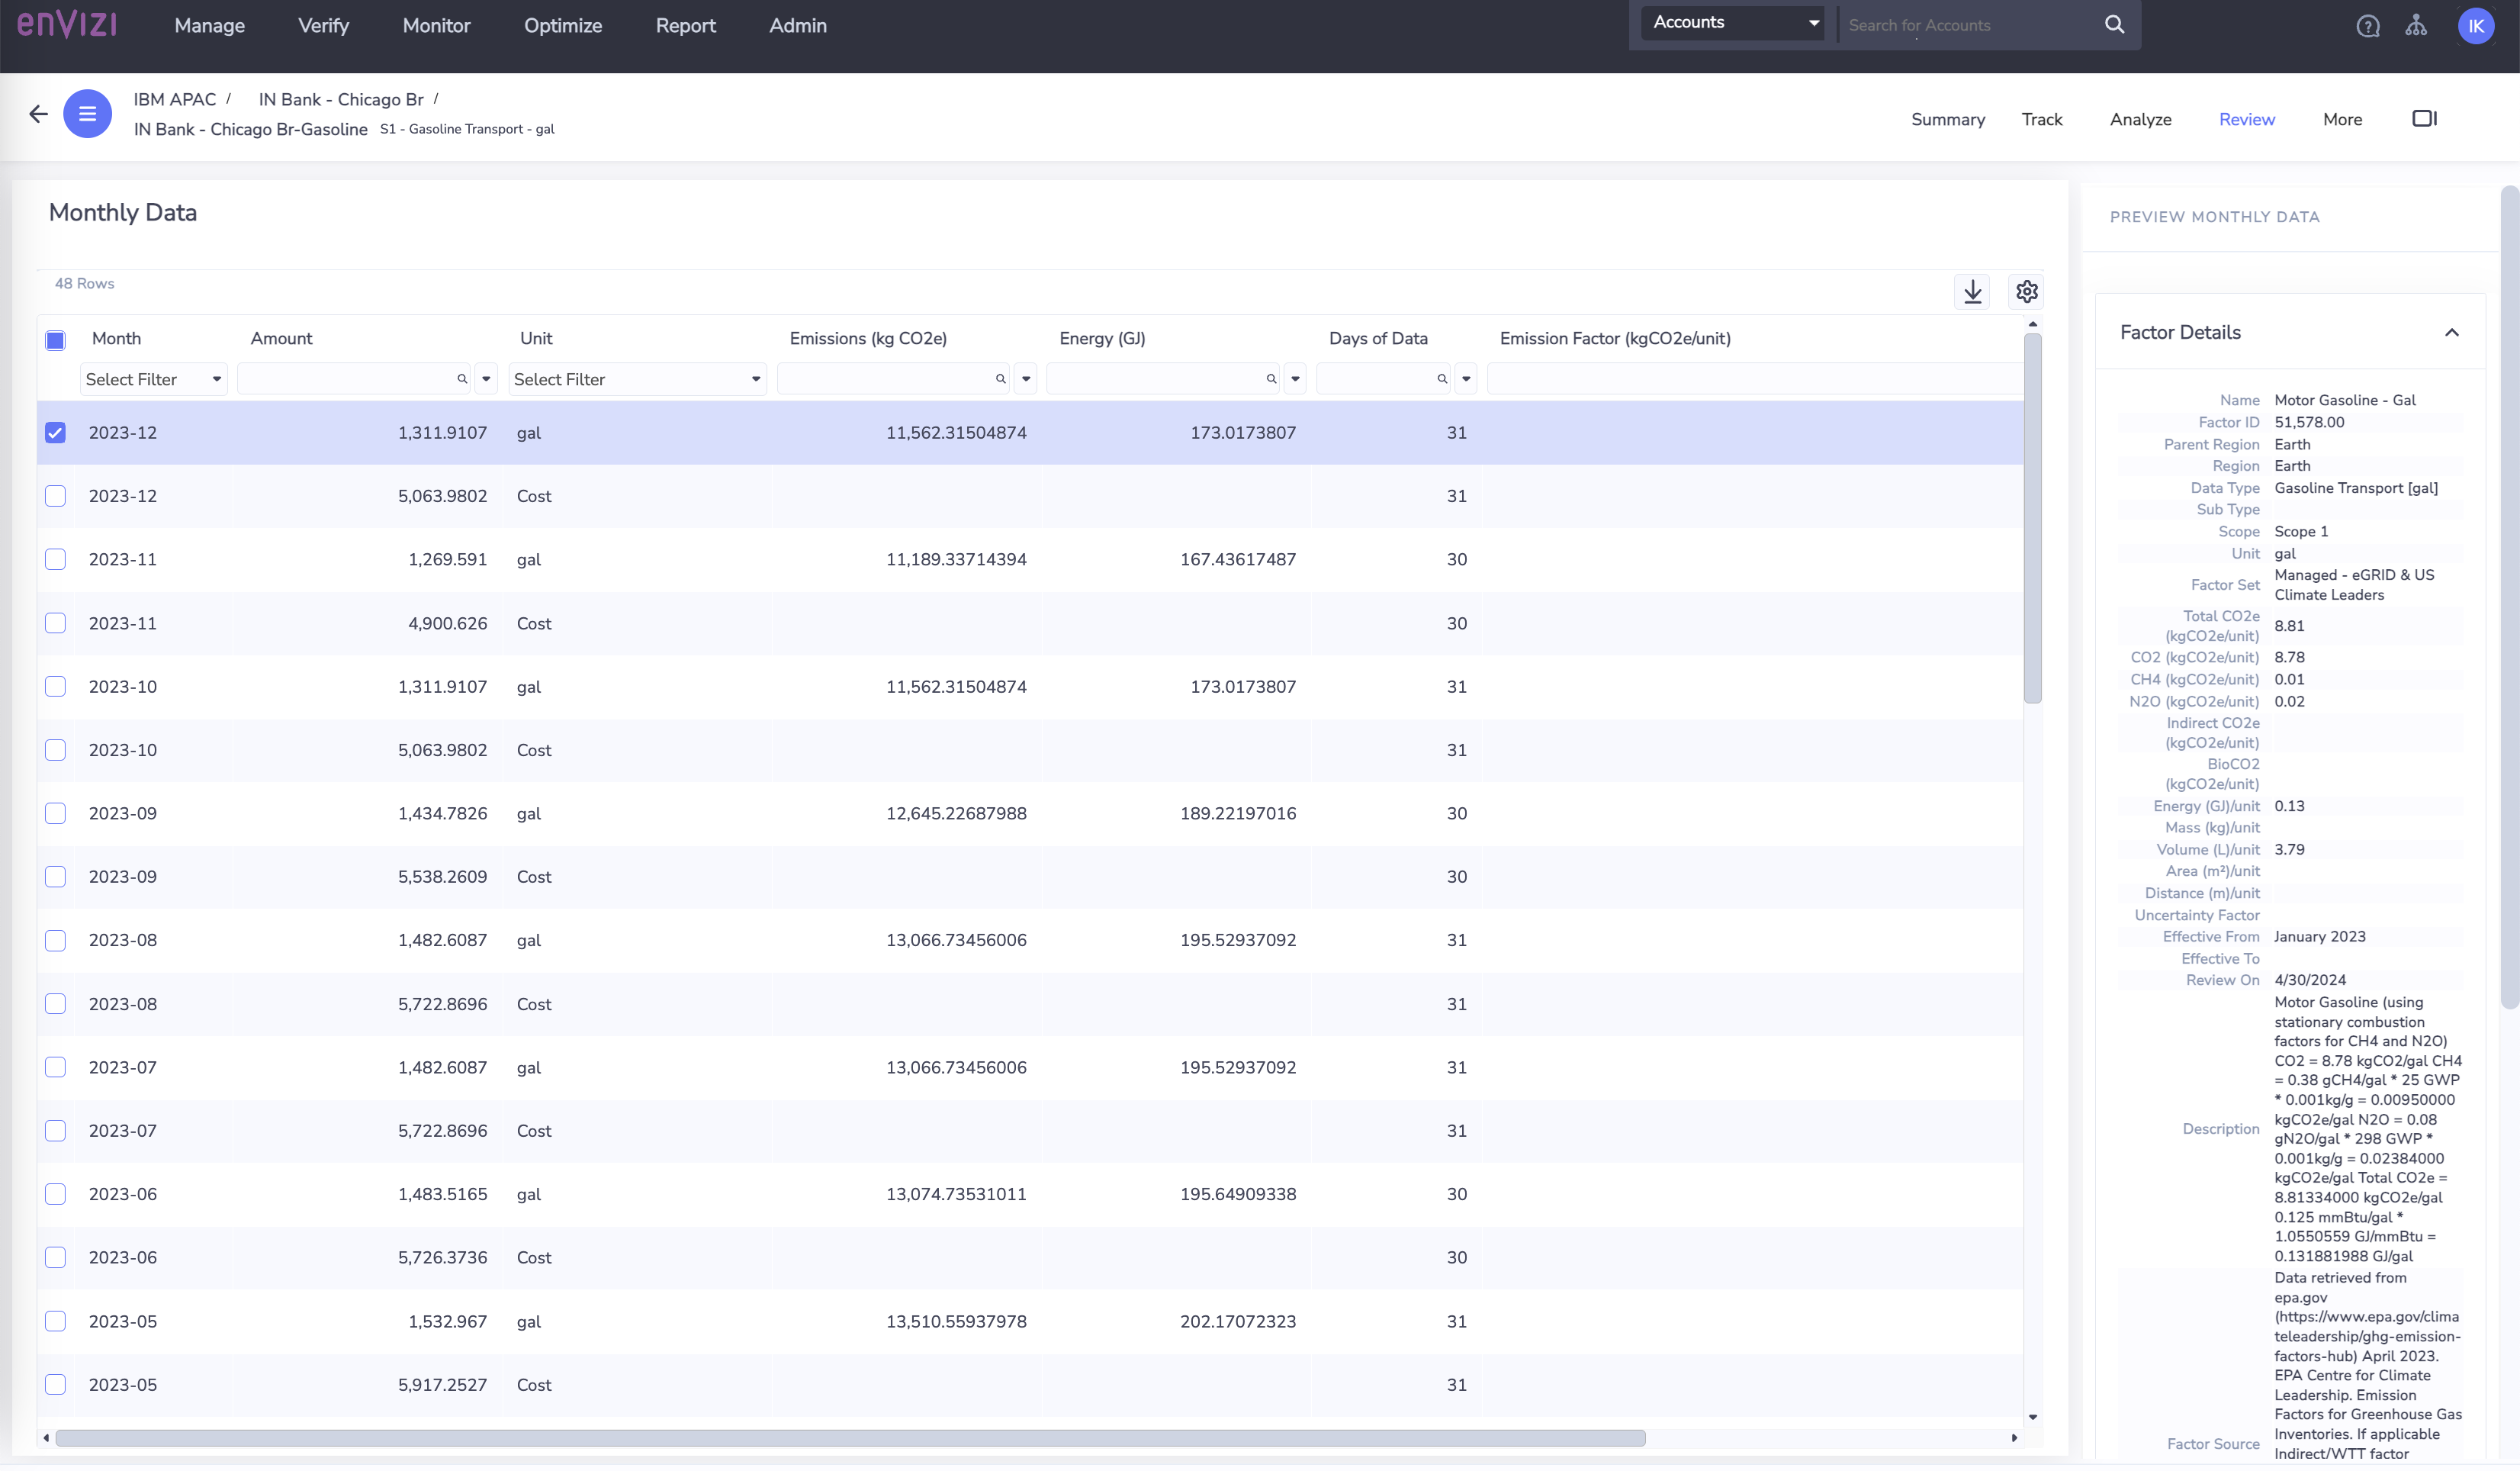 enVizi
Manage Verify Monitor Optimize Report Admin
Accounts Search for Accounts
IK
IBM APAC / IN Bank - Chicago Br /
IN Bank - Chicago Br-Gasoline S1 - Gasoline Transport - gal
Summary Track Analyze Review More
Monthly Data
48 Rows
Month Amount Unit Emissions (kg CO2e) Energy (GJ) Days of Data Emission Factor (kgCO2e/unit)
Select Filter Select Filter
2023-12 1,311.9107 gal 11,562.31504874 173.0173807 31
2023-12 5,063.9802 Cost 31
2023-11 1,269.591 gal 11,189.33714394 167.43617487 30
2023-11 4,900.626 Cost 30
2023-10 1,311.9107 gal 11,562.31504874 173.0173807 31
2023-10 5,063.9802 Cost 31
2023-09 1,434.7826 gal 12,645.22687988 189.22197016 30
2023-09 5,538.2609 Cost 30
2023-08 1,482.6087 gal 13,066.73456006 195.52937092 31
2023-08 5,722.8696 Cost 31
2023-07 1,482.6087 gal 13,066.73456006 195.52937092 31
2023-07 5,722.8696 Cost 31
2023-06 1,483.5165 gal 13,074.73531011 195.64909338 30
2023-06 5,726.3736 Cost 30
2023-05 1,532.967 gal 13,510.55937978 202.17072323 31
2023-05 5,917.2527 Cost 31
PREVIEW MONTHLY DATA
Factor Details
Name Motor Gasoline - Gal
Factor ID 51,578.00
Parent Region Earth
Region Earth
Data Type Gasoline Transport [gal]
Sub Type
Scope Scope 1
Unit gal
Factor Set Managed - eGRID & US
Climate Leaders
Total CO2e
(kgCO2e/unit) 8.81
CO2 (kgCO2e/unit) 8.78
CH4 (kgCO2e/unit) 0.01
N2O (kgCO2e/unit) 0.02
Indirect CO2e
(kgCO2e/unit)
BioCO2
(kgCO2e/unit)
Energy (GJ)/unit 0.13
Mass (kg)/unit
Volume (L)/unit 3.79
Area (m²)/unit
Distance (m)/unit
Uncertainty Factor
Effective From January 2023
Effective To
Review On 4/30/2024
Description Motor Gasoline (using
stationary combustion
factors for CH4 and N2O)
CO2 = 8.78 kgCO2/gal CH4
= 0.38 gCH4/gal * 25 GWP
* 0.001kg/g = 0.00950000
kgCO2e/gal N2O = 0.08
gN2O/gal * 298 GWP *
0.001kg/g = 0.02384000
kgCO2e/gal Total CO2e =
8.81334000 kgCO2e/gal
0.125 mmBtu/gal *
1.0550559 GJ/mmBtu =
0.131881988 GJ/gal
Factor Source Data retrieved from
epa.gov
(https://www.epa.gov/clima
teleadership/ghg-emission-
factors-hub) April 2023.
EPA Centre for Climate
Leadership. Emission
Factors for Greenhouse Gas
Inventories. If applicable
Indirect/WTT factor